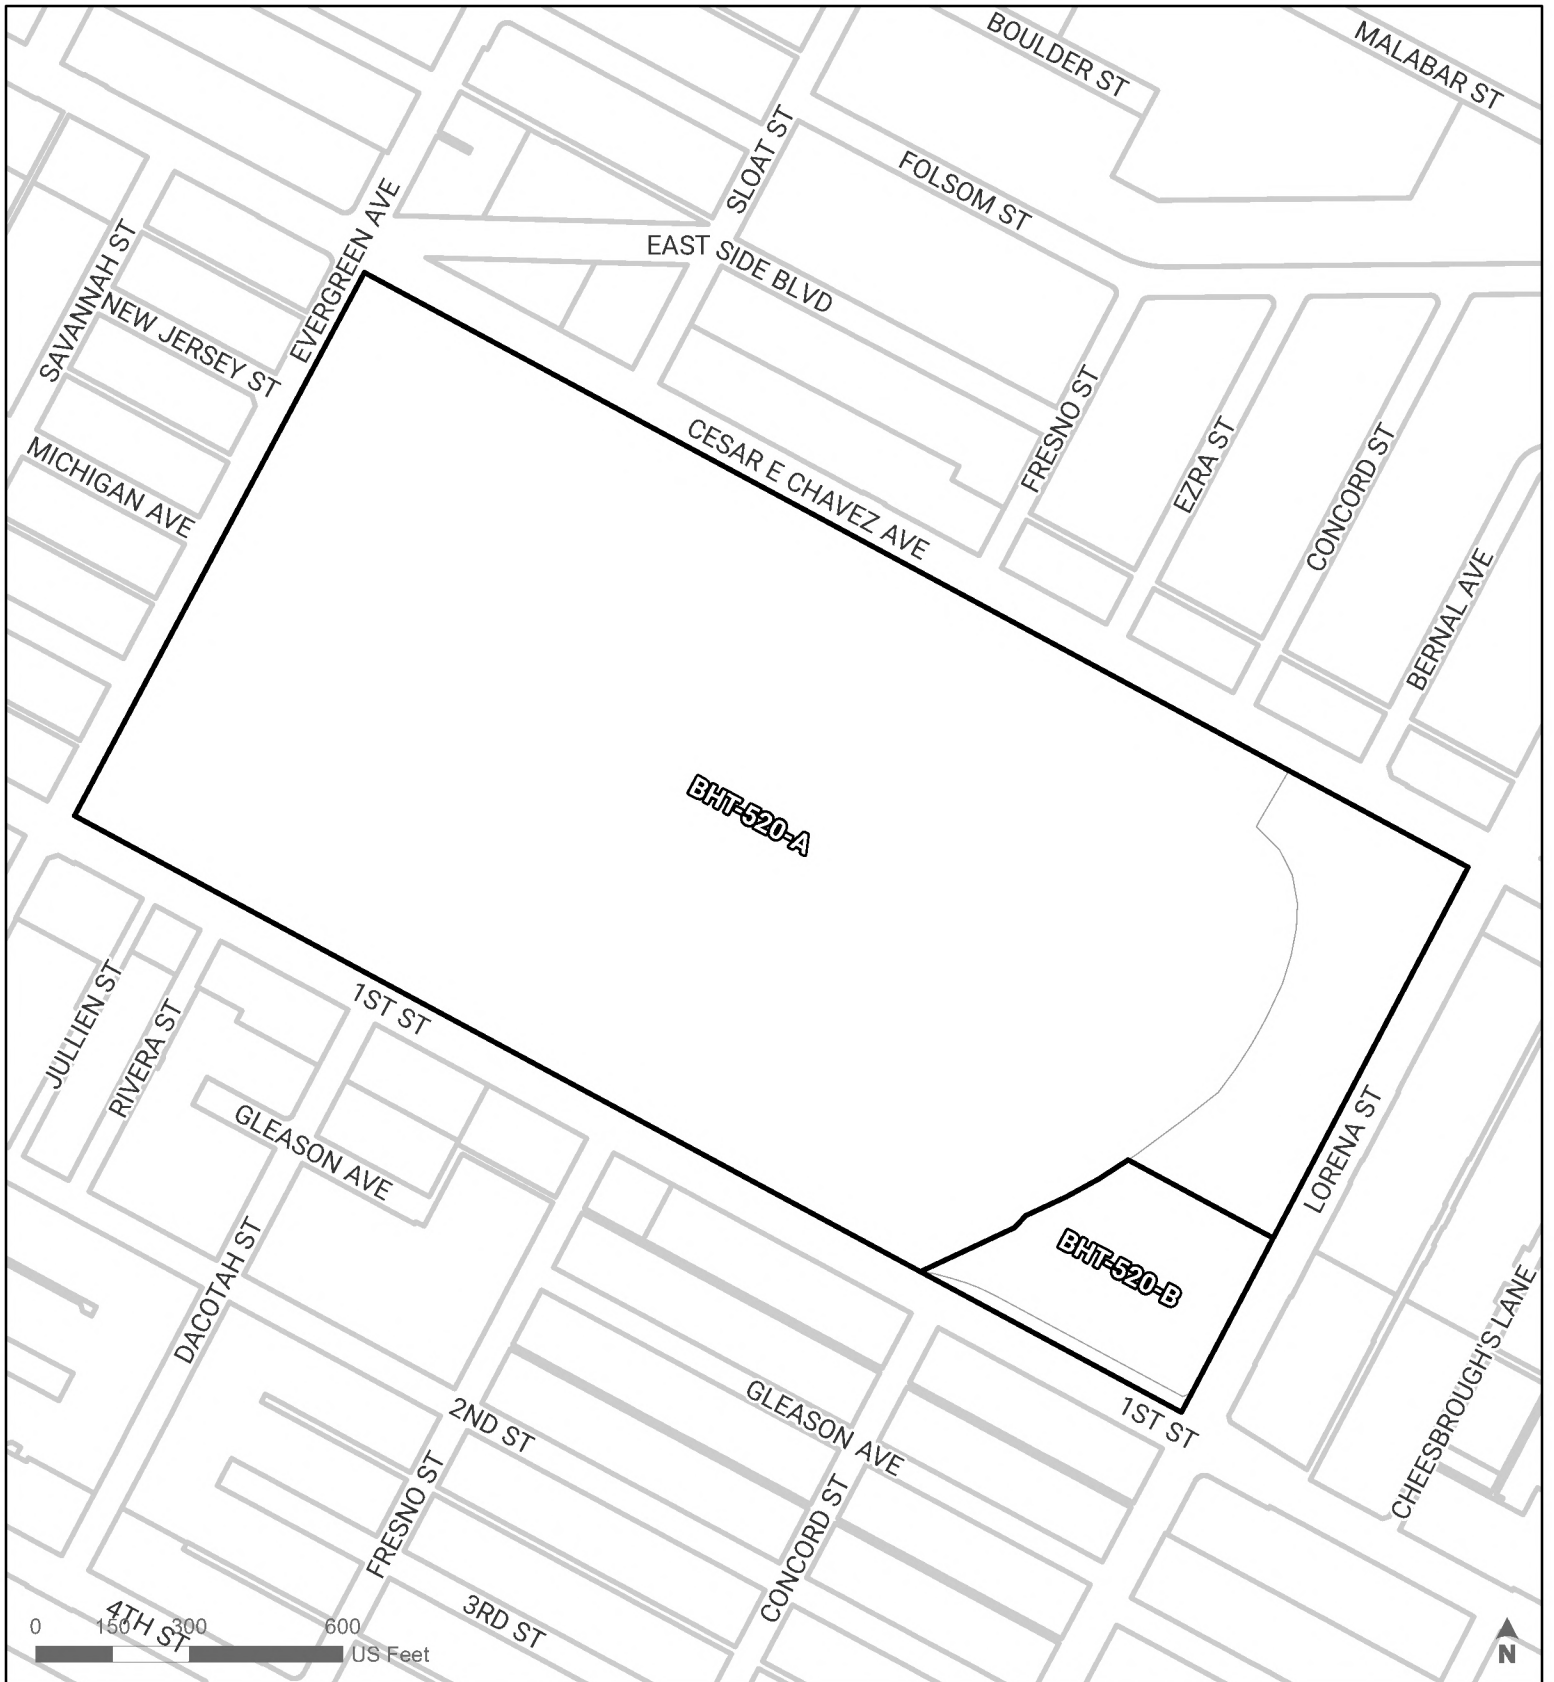 BOULDER ST
MALABAR ST
SLOAT ST
FOLSOM ST
EVERGREEN AVE
EAST SIDE BLVD
SAVANNAH ST
NEW JERSEY ST
FRESNO ST
EZRA ST
CONCORD ST
CESAR E CHAVEZ AVE
MICHIGAN AVE
BERNAL AVE
BHT-520-A
JULLIEN ST
RIVERA ST
1ST ST
GLEASON AVE
LORENA ST
DACOTAH ST
BHT-520-B
CHEESBROUGH'S LANE
2ND ST
GLEASON AVE
1ST ST
FRESNO ST
CONCORD ST
4TH ST
3RD ST
0 150 300 600
US Feet
N